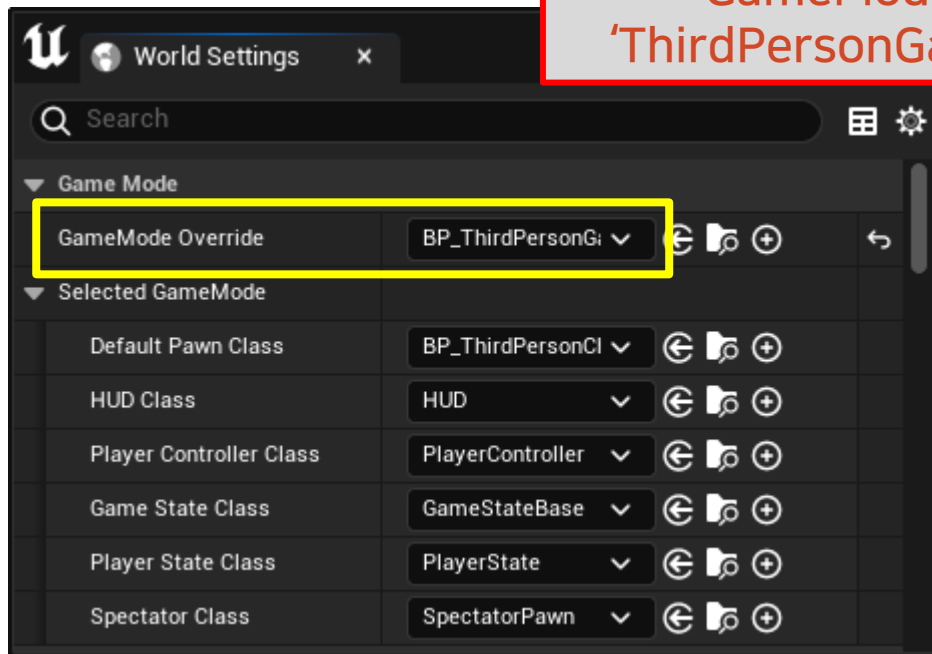 GameMod
‘ThirdPersonGa
World Settings
Search
Game Mode
GameMode Override BP_ThirdPersonGa
Selected GameMode
Default Pawn Class BP_ThirdPersonCl
HUD Class HUD
Player Controller Class PlayerController
Game State Class GameStateBase
Player State Class PlayerState
Spectator Class SpectatorPawn